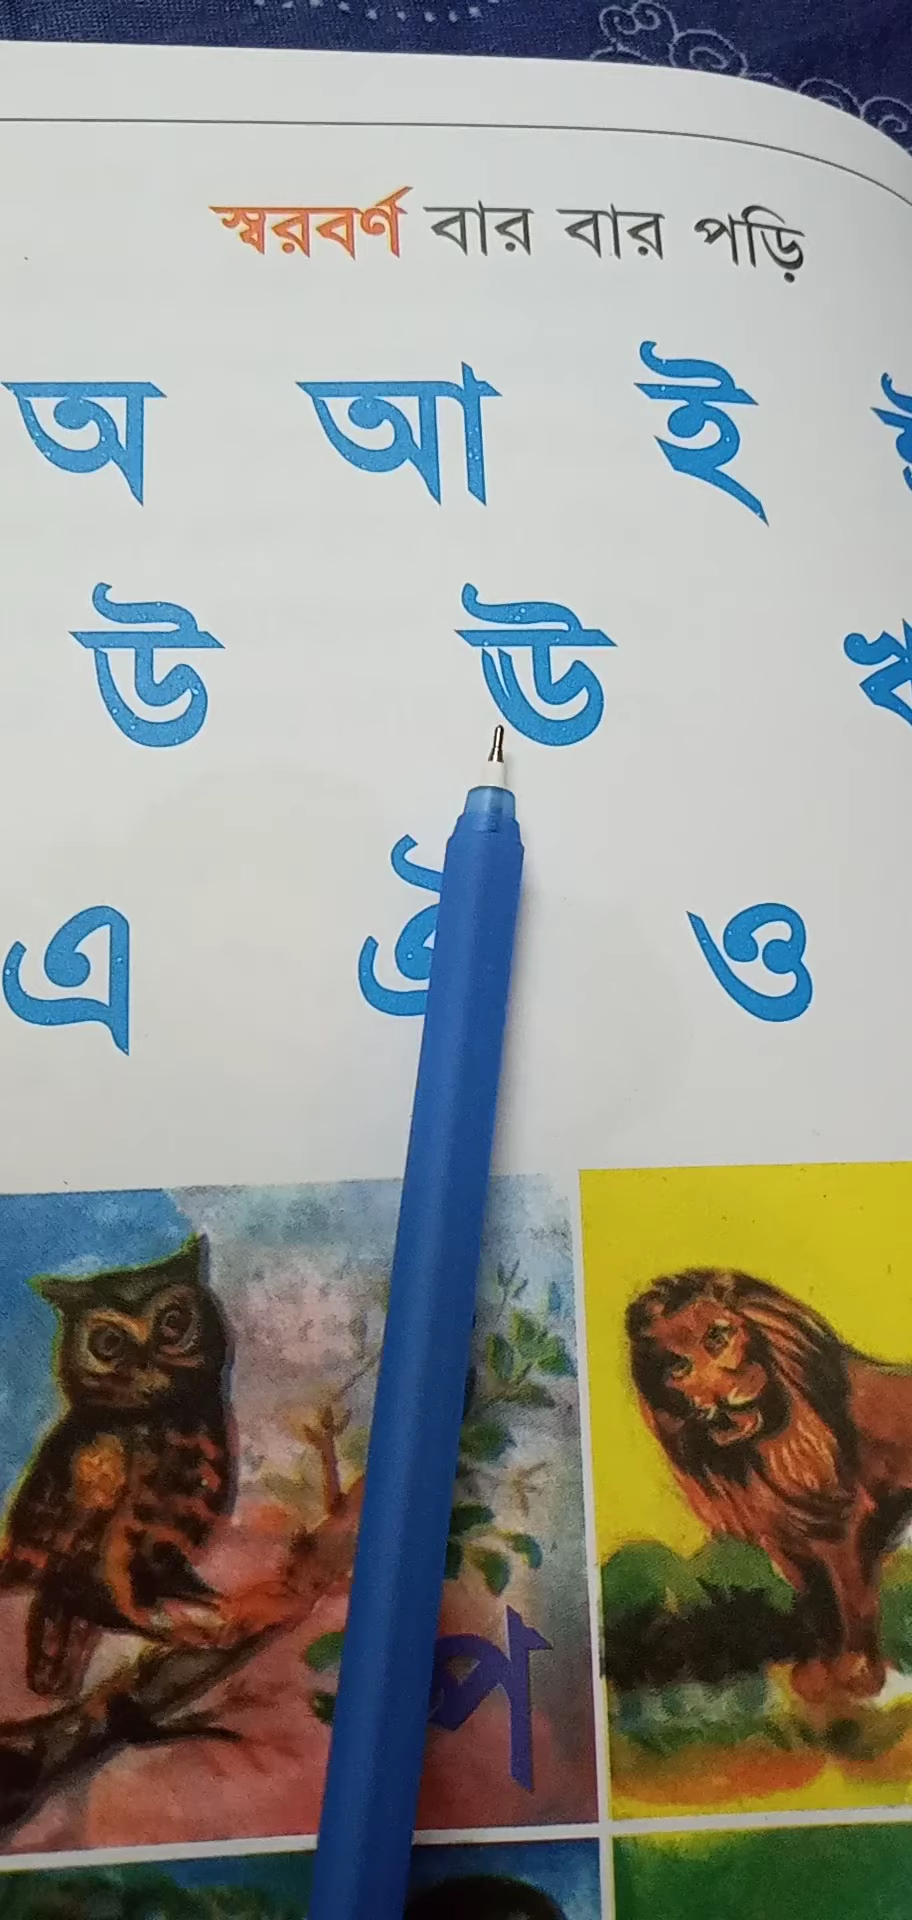 স্বরবর্ণ বার বার পড়ি
অ আ ই
উ ঊ
এ ঐ ও
প